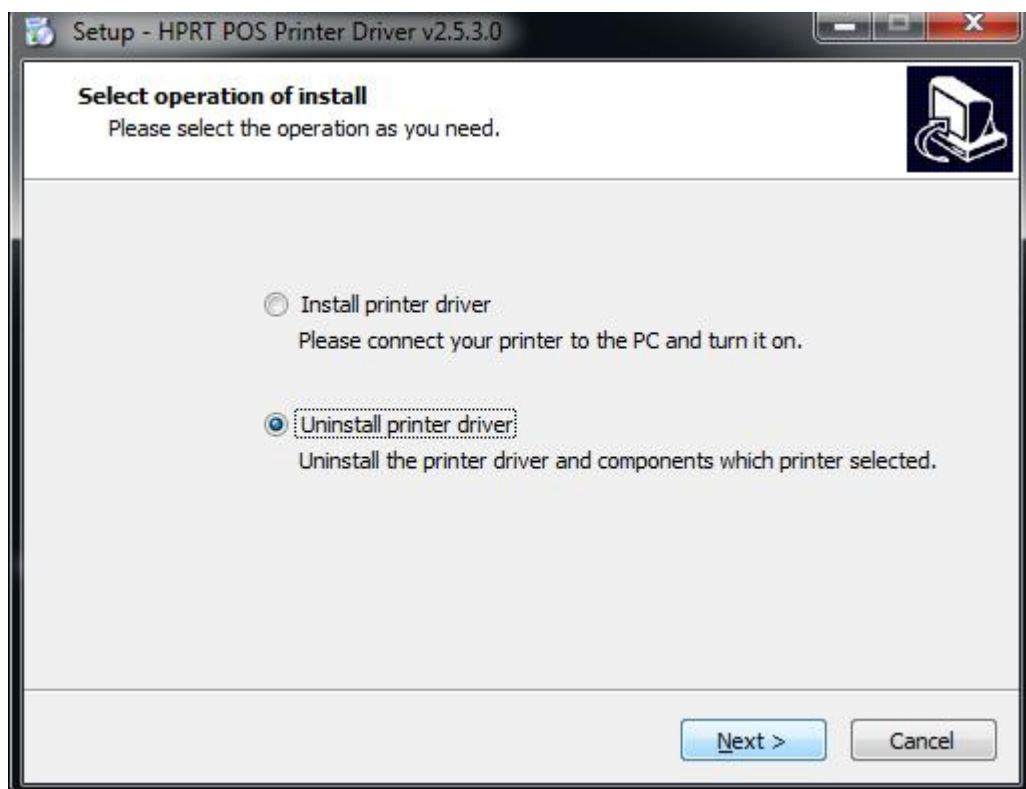 Setup - HPRT POS Printer Driver v2.5.3.0
Select operation of install
Please select the operation as you need.
Install printer driver
Please connect your printer to the PC and turn it on.
Uninstall printer driver
Uninstall the printer driver and components which printer selected.
Next >
Cancel